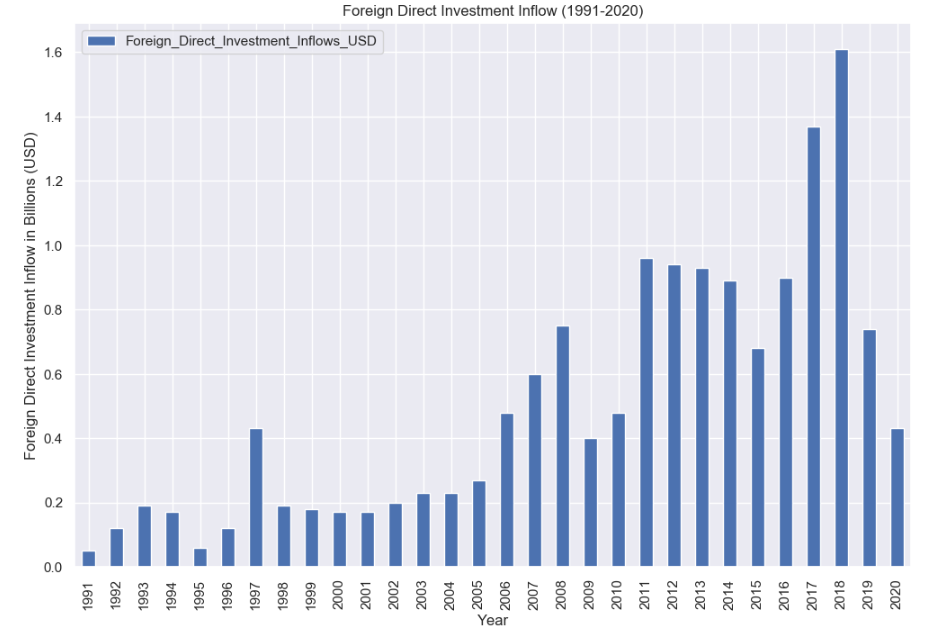 Foreign Direct Investment Inflow (1991-2020)
Foreign_Direct_Investment_Inflows_USD
Foreign Direct Investment Inflow in Billions (USD)
1.6
1.4
1.2
1.0
0.8
0.6
0.4
0.2
0.0
1991 1992 1993 1994 1995 1996 1997 1998 1999 2000 2001 2002 2003 2004 2005 2006 2007 2008 2009 2010 2011 2012 2013 2014 2015 2016 2017 2018 2019 2020
Year